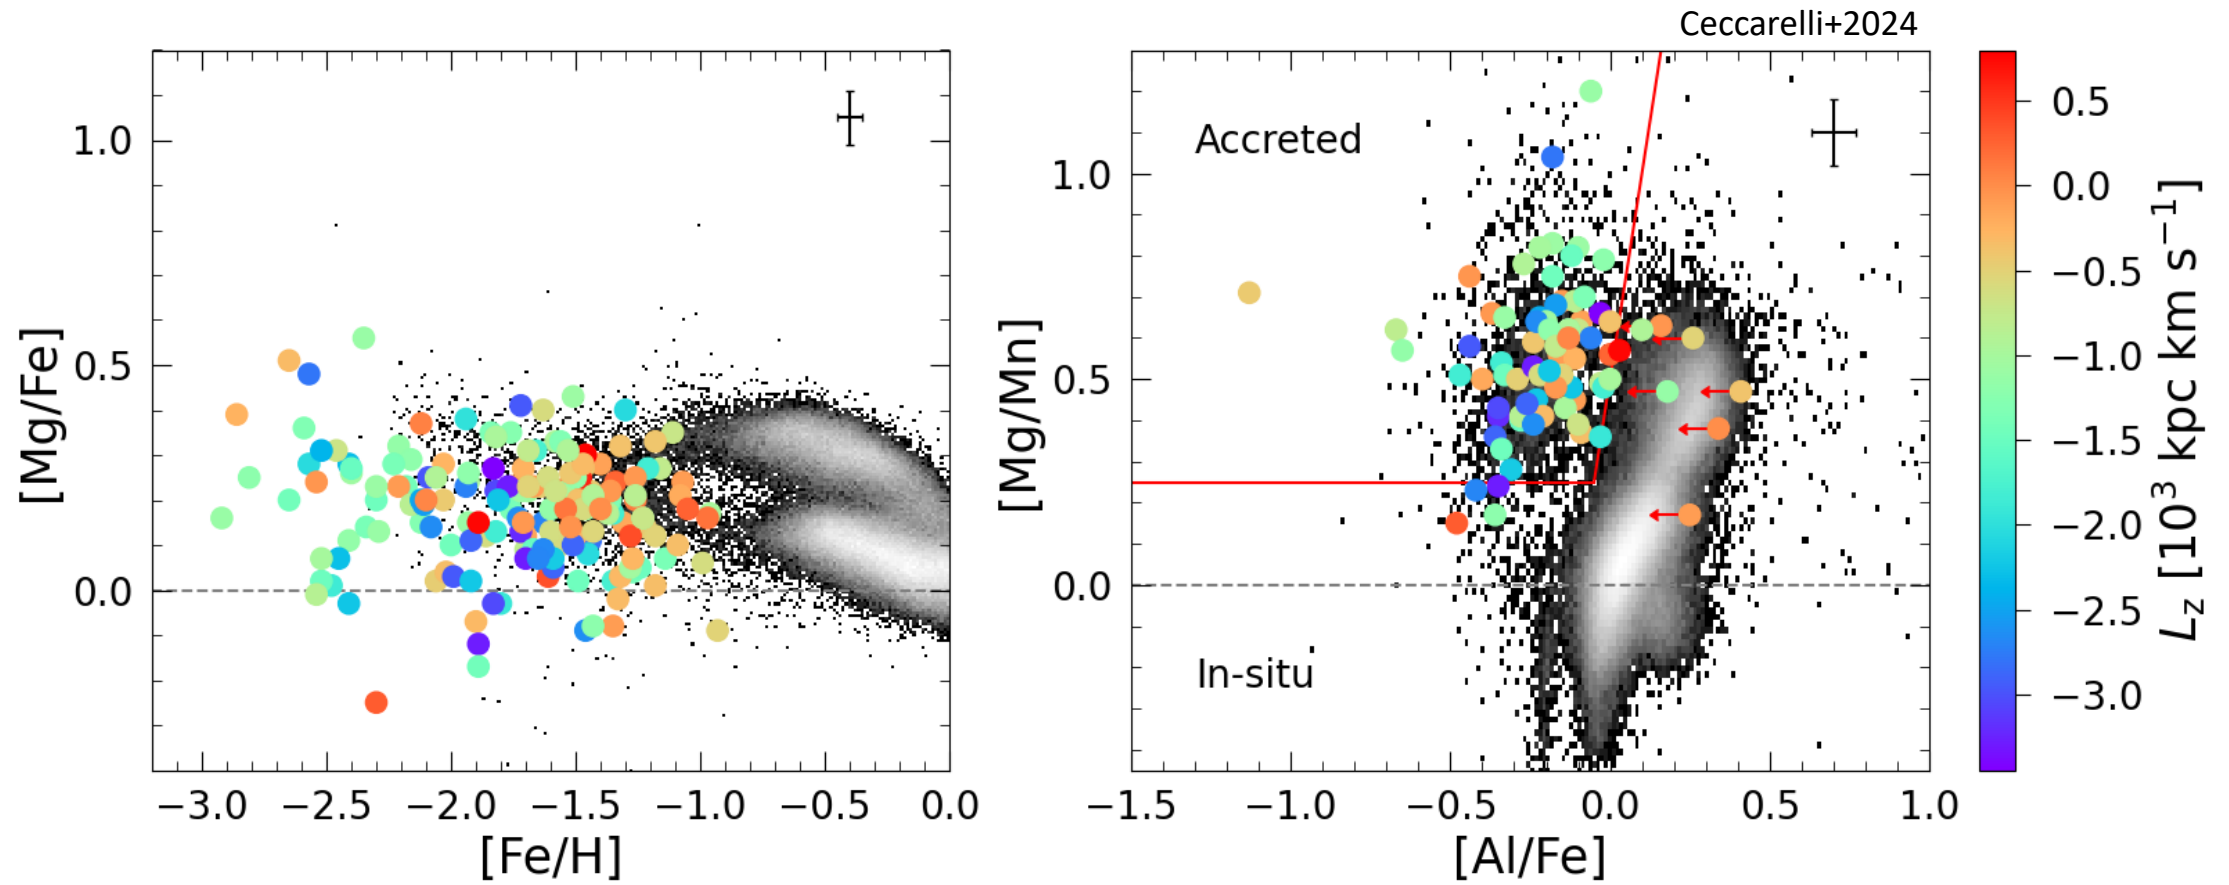 Ceccarelli+2024
1.0
0.5
0.0
[Mg/Fe]
−3.0 −2.5 −2.0 −1.5 −1.0 −0.5 0.0
[Fe/H]
Accreted
In-situ
1.0
0.5
0.0
[Mg/Mn]
−1.5 −1.0 −0.5 0.0 0.5 1.0
[Al/Fe]
0.5
0.0
−0.5
−1.0
−1.5
−2.0
−2.5
−3.0
Lz [10³ kpc km s⁻¹]